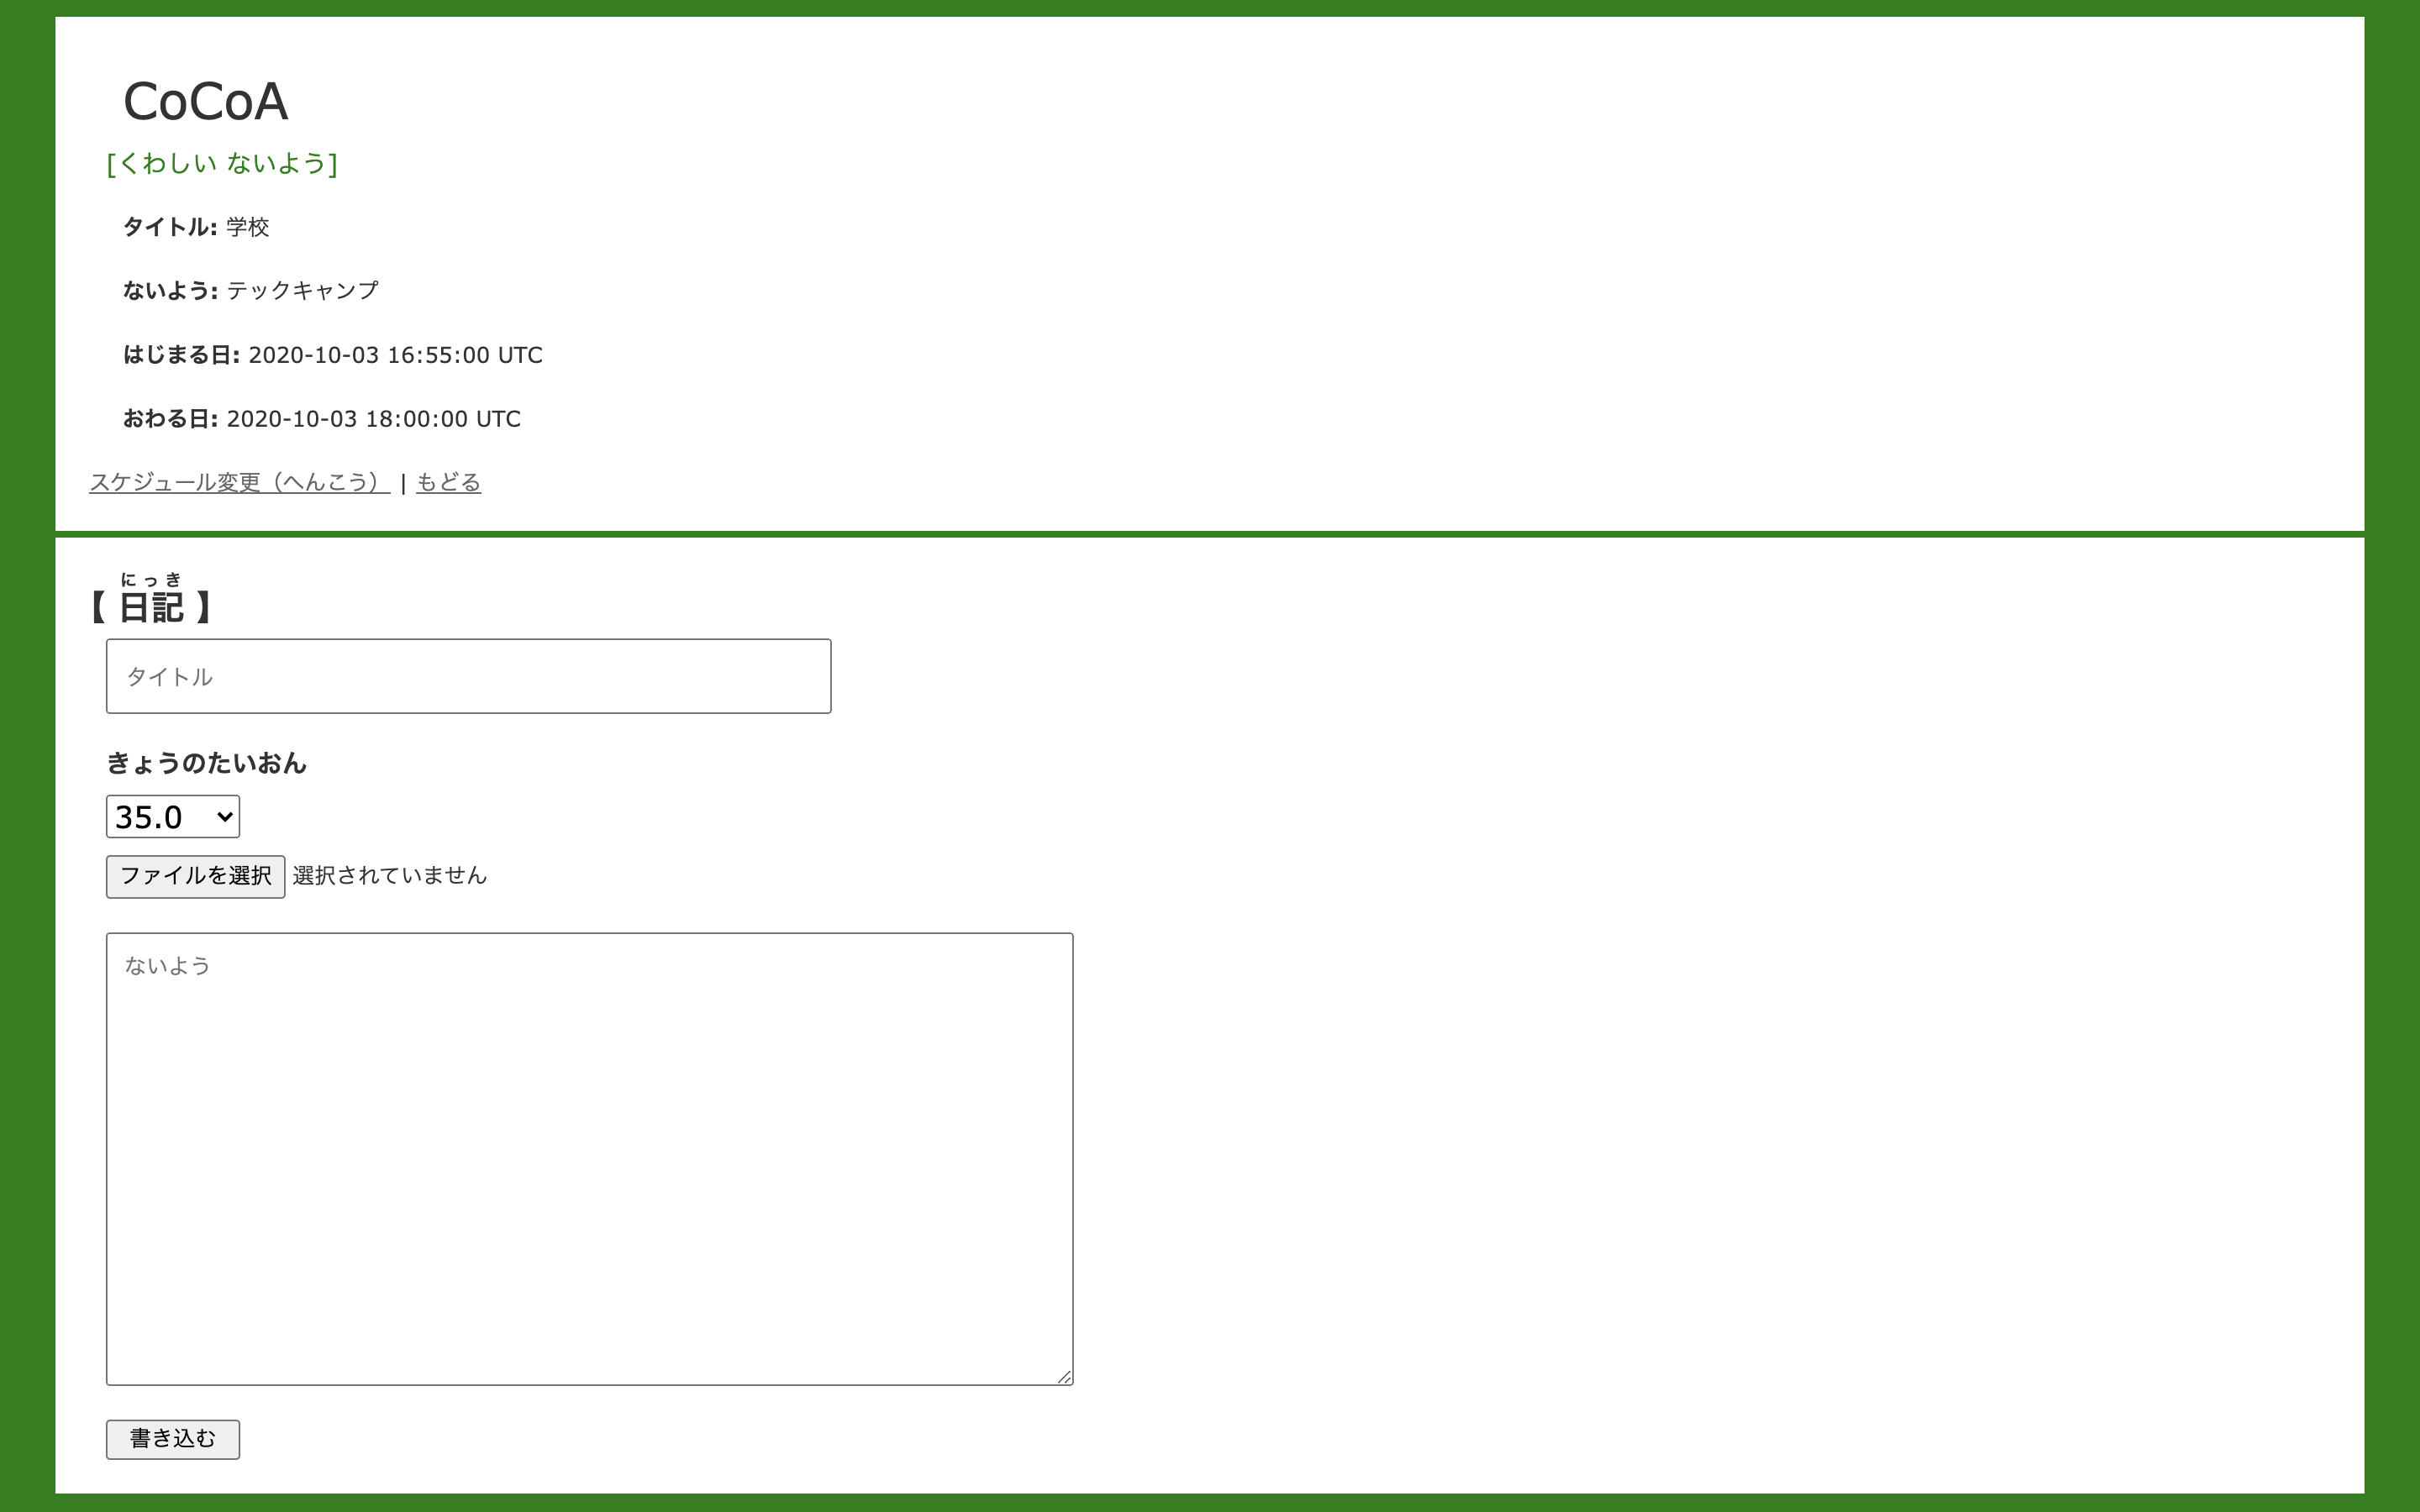 CoCoA
[くわしい ないよう]
タイトル: 学校
ないよう: テックキャンプ
はじまる日: 2020-10-03 16:55:00 UTC
おわる日: 2020-10-03 18:00:00 UTC
スケジュール変更（へんこう） | もどる
にっき
【 日記 】
タイトル
きょうのたいおん
35.0
ファイルを選択 選択されていません
ないよう
書き込む